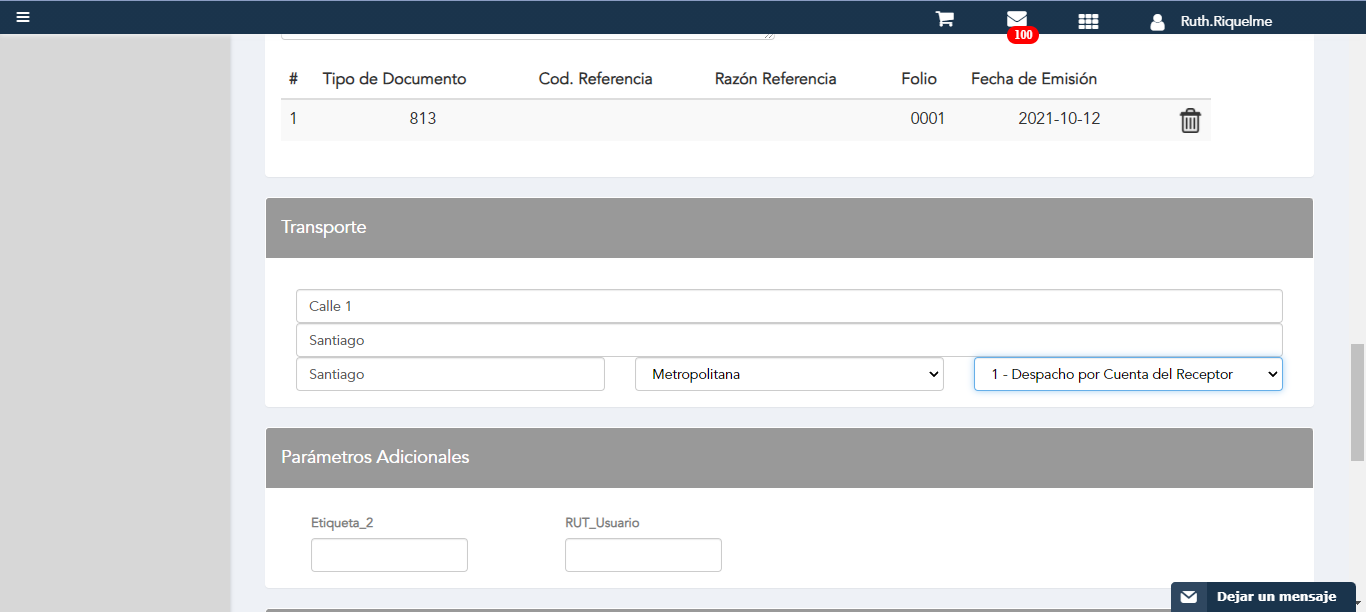 Ruth.Riquelme
100
# Tipo de Documento Cod. Referencia Razón Referencia Folio Fecha de Emisión
1 813 0001 2021-10-12
Transporte
Calle 1
Santiago
Santiago Metropolitana 1 - Despacho por Cuenta del Receptor
Parámetros Adicionales
Etiqueta_2 RUT_Usuario
Dejar un mensaje